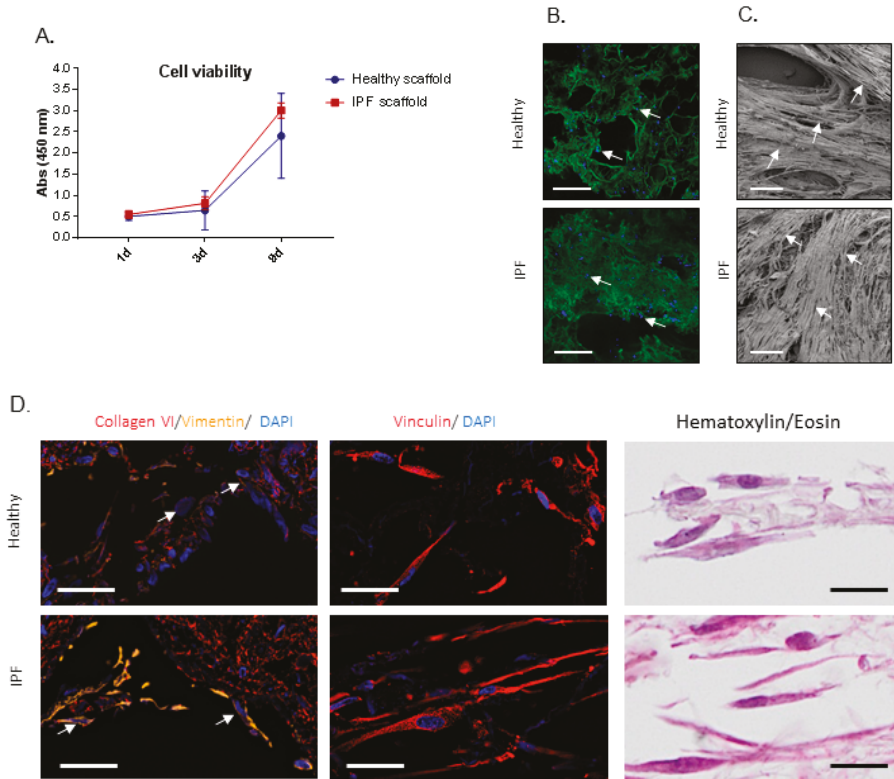 A.
Cell viability
Abs (450 nm)
4.0
3.5
3.0
2.5
2.0
1.5
1.0
0.5
0.0
1d
3d
9d
Healthy scaffold
IPF scaffold
B.
Healthy
IPF
C.
Healthy
IPF
D.
Collagen VI/Vimentin/ DAPI
Vinculin/ DAPI
Hematoxylin/Eosin
Healthy
IPF